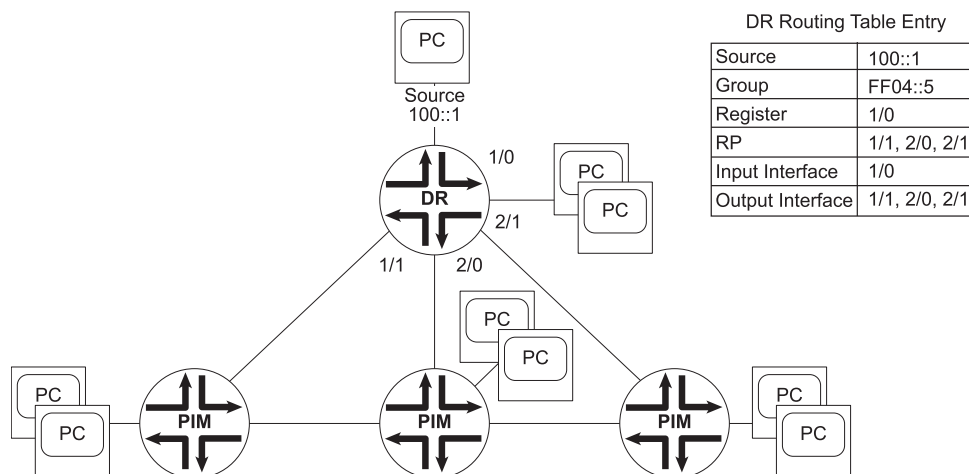 PC
Source
100::1
DR Routing Table Entry
Source 100::1
Group FF04::5
Register 1/0
RP 1/1, 2/0, 2/1
Input Interface 1/0
Output Interface 1/1, 2/0, 2/1
1/0
DR
PC
PC
2/1
1/1
2/0
PC
PC
PC
PC
PIM
PIM
PIM
PC
PC